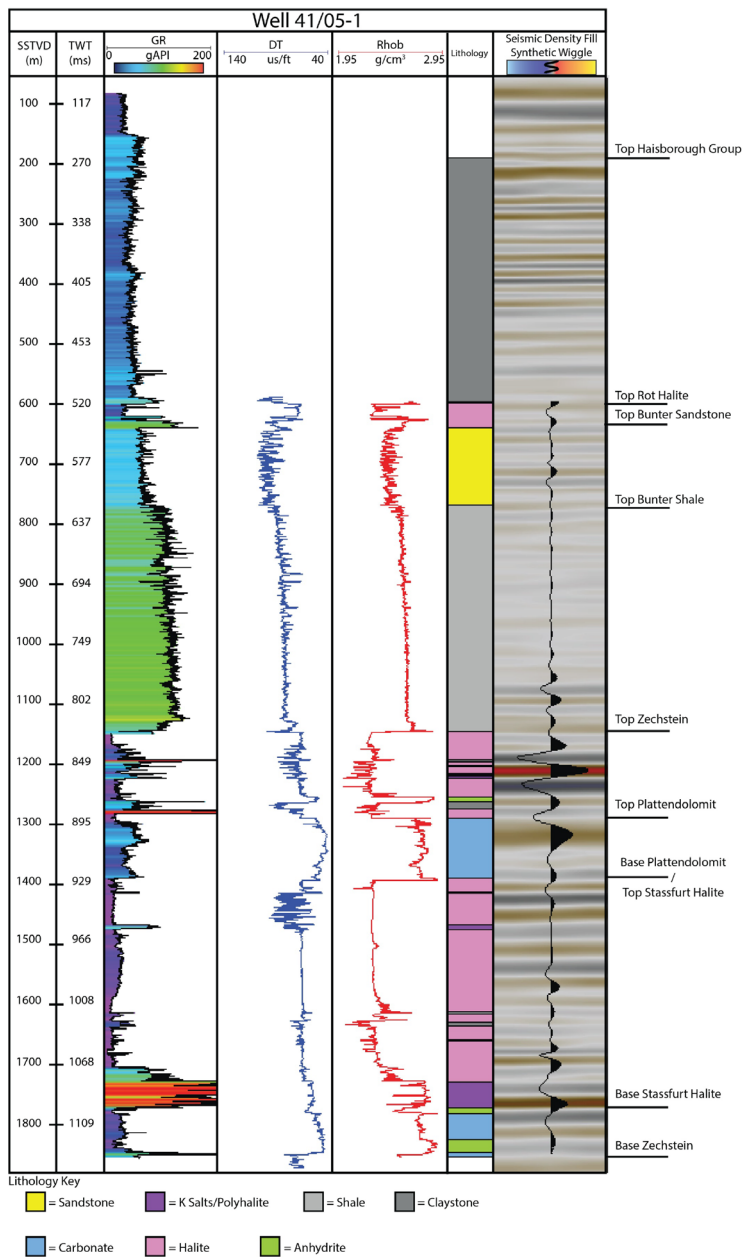 Well 41/05-1
SSTVD (m)
TWT (ms)
GR
0 gAPI 200
DT
140 us/ft 40
Rhob
1.95 g/cm³ 2.95
Lithology
Seismic Density Fill
Synthetic Wiggle
100 117
Top Haisborough Group
200 270
300 338
400 405
500 453
Top Rot Halite
600 520
Top Bunter Sandstone
700 577
Top Bunter Shale
800 637
900 694
1000 749
1100 802
Top Zechstein
1200 849
Top Plattendolomit
1300 895
Base Plattendolomit
/
Top Stassfurt Halite
1400 929
1500 966
1600 1008
1700 1068
Base Stassfurt Halite
1800 1109
Base Zechstein
Lithology Key
= Sandstone = K Salts/Polyhalite = Shale = Claystone
= Carbonate = Halite = Anhydrite